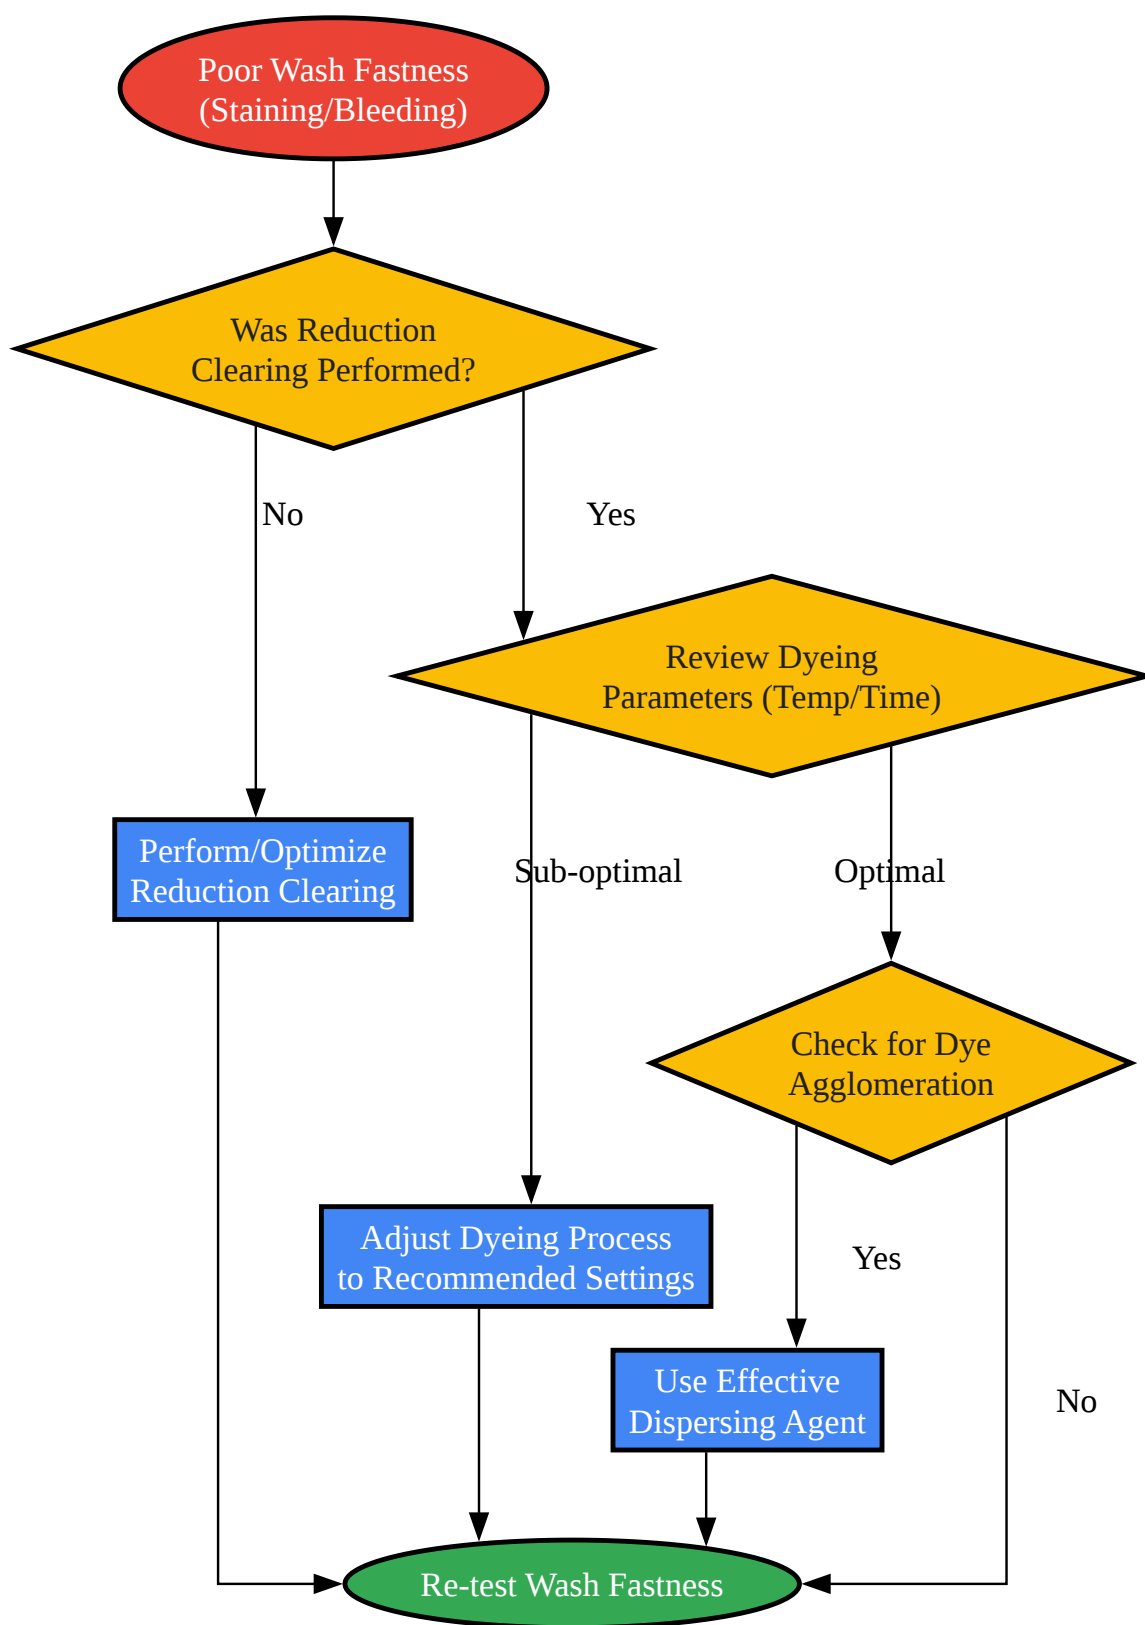 Poor Wash Fastness
(Staining/Bleeding)
Was Reduction
Clearing Performed?
No
Yes
Review Dyeing
Parameters (Temp/Time)
Perform/Optimize
Reduction Clearing
Sub-optimal
Optimal
Check for Dye
Agglomeration
Adjust Dyeing Process
to Recommended Settings
Yes
Use Effective
Dispersing Agent
No
Re-test Wash Fastness